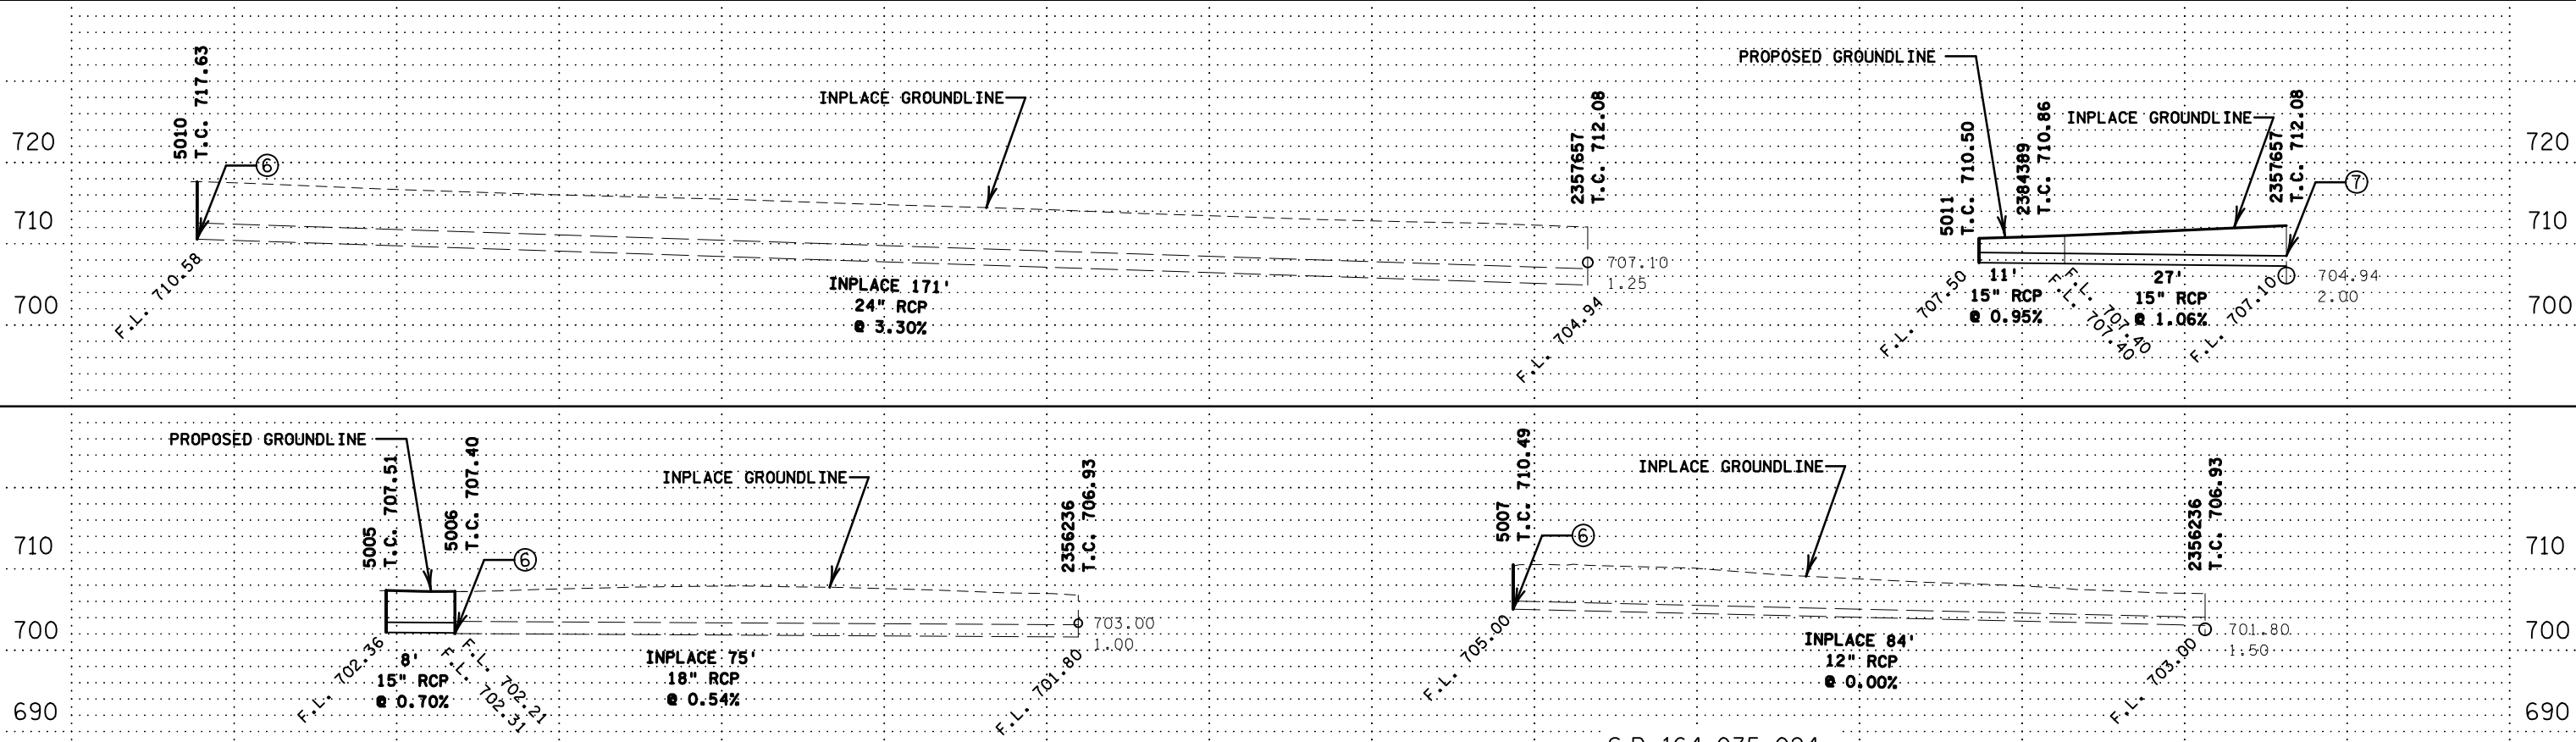 5010
T.C. 717.63
⑥
INPLACE GROUNDLINE
2357657
T.C. 712.08
720
710
700
F.L. 710.58
INPLACE 171'
24" RCP
@ 3.30%
707.10
1.25
F.L. 704.94
PROPOSED GROUNDLINE
5011
T.C. 710.50
2384389
T.C. 710.86
INPLACE GROUNDLINE
2357657
T.C. 712.08
⑦
720
710
700
F.L. 707.50
11'
15" RCP
@ 0.95%
F.L. 707.40
F.L. 707.40
27'
15" RCP
@ 1.06%
F.L. 707.10
704.94
2.00
PROPOSED GROUNDLINE
5005
T.C. 707.51
5006
T.C. 707.40
⑥
INPLACE GROUNDLINE
2356236
T.C. 706.93
710
700
690
F.L. 702.36
8'
15" RCP
@ 0.70%
F.L. 702.21
F.L. 702.31
INPLACE 75'
18" RCP
@ 0.54%
703.00
1.00
F.L. 701.80
5007
T.C. 710.49
⑥
INPLACE GROUNDLINE
2356236
T.C. 706.93
710
700
690
F.L. 705.00
INPLACE 84'
12" RCP
@ 0.00%
701.80
1.50
F.L. 703.00